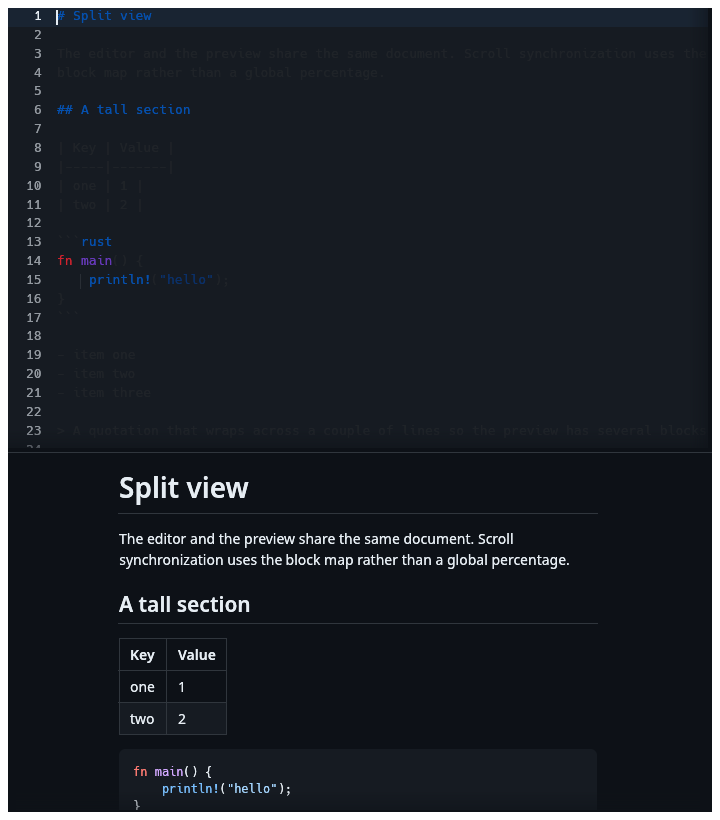 1 # Split view
2
3 The editor and the preview share the same document. Scroll synchronization uses the
4 block map rather than a global percentage.
5
6 ## A tall section
7
8 | Key | Value |
9 |-----|-------|
10 | one | 1 |
11 | two | 2 |
12
13 ```rust
14 fn main() {
15     println!("hello");
16 }
17 ```
18
19 - item one
20 - item two
21 - item three
22
23 > A quotation that wraps across a couple of lines so the preview has several blocks
24
Split view
The editor and the preview share the same document. Scroll
synchronization uses the block map rather than a global percentage.
A tall section
Key Value
one 1
two 2
fn main() {
    println!("hello");
}